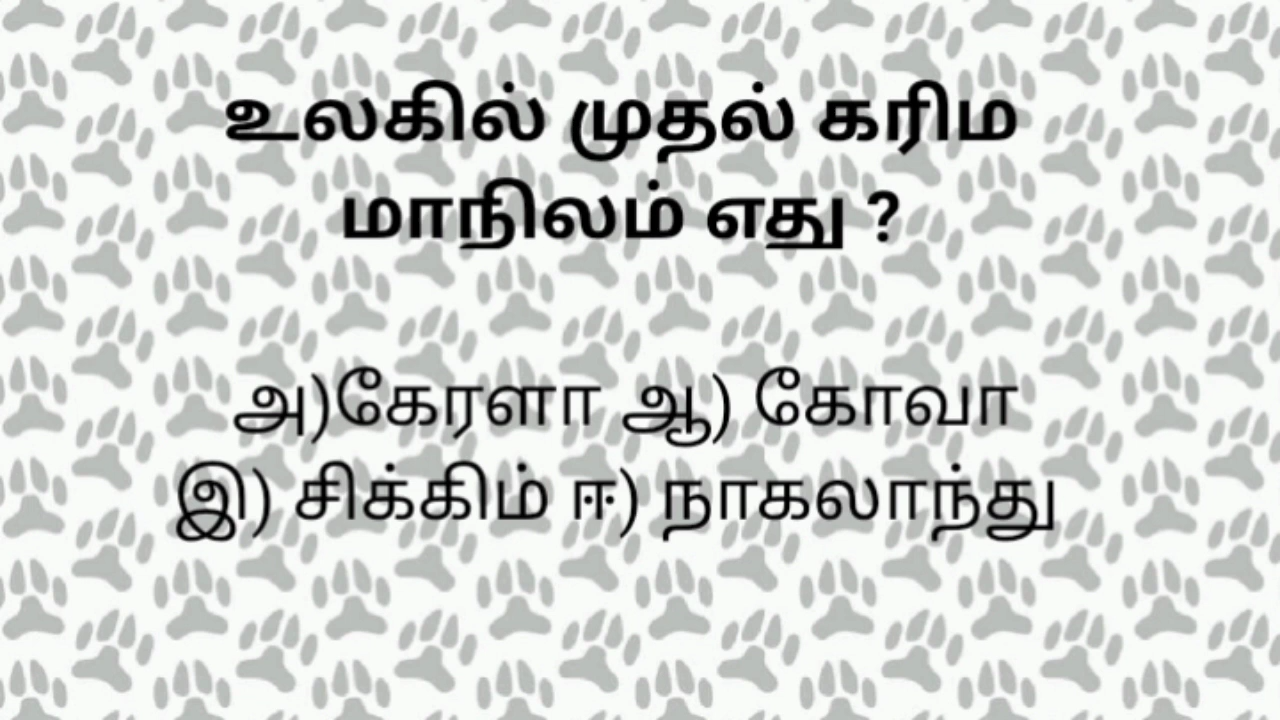 உலகில் முதல் கரிம
மாநிலம் எது ?
அ)கேரளா ஆ) கோவா
இ) சிக்கிம் ஈ) நாகலாந்து